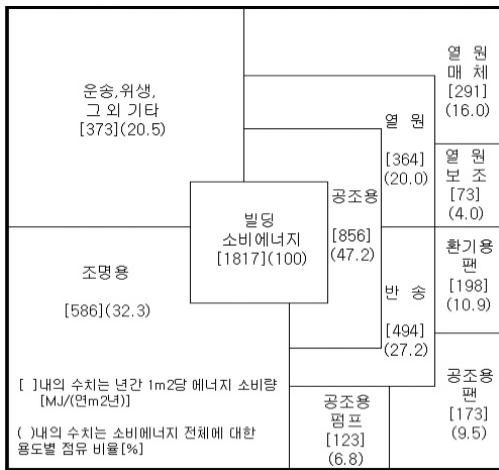 운송,위생,
그 외 기타
[373](20.5)
열 원
매 체
[291]
(16.0)
열 원
[364]
(20.0)
열 원
보 조
[73]
(4.0)
빌딩
소비에너지
[1817](100)
공조용
[856]
(47.2)
환기용
팬
[198]
(10.9)
조명용
[586](32.3)
반 송
[494]
(27.2)
공조용
팬
[173]
(9.5)
공조용
펌프
[123]
(6.8)
[ ]내의 수치는 년간 1m2당 에너지 소비량
[MJ/(연m2년)]
( )내의 수치는 소비에너지 전체에 대한
용도별 점유 비율[%]